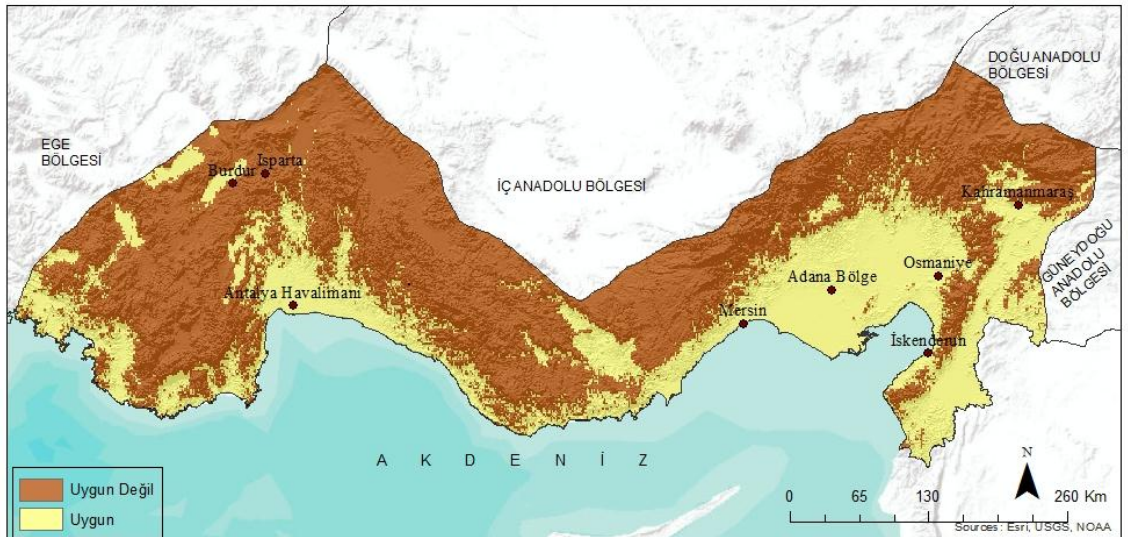 DOĞU ANADOLU
BÖLGESİ
EGE
BÖLGESİ
Burdur
Isparta
İÇ ANADOLU BÖLGESİ
Kahramanmaraş
GÜNEYDOĞU
ANADOLU
BÖLGESİ
Antalya Havalimanı
Adana Bölge
Osmaniye
Mersin
İskenderun
A K D E N İ Z
N
Uygun Değil
Uygun
0 65 130 260 Km
Sources: Esri, USGS, NOAA